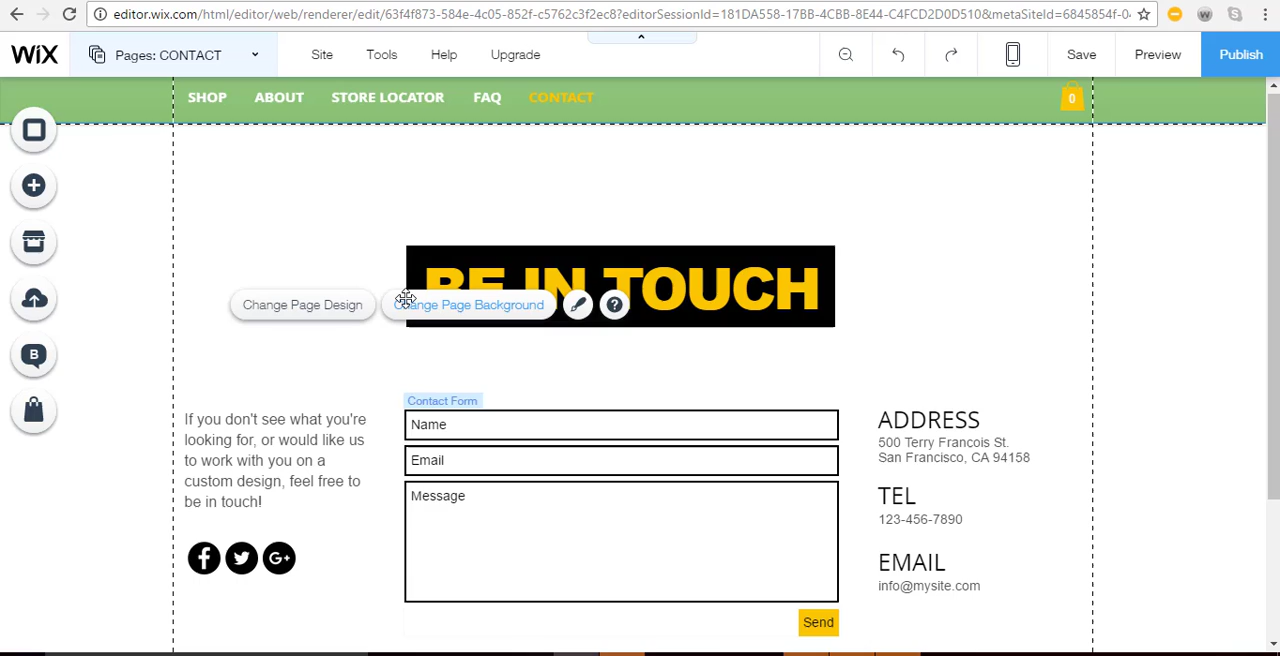 editor.wix.com/html/editor/web/renderer/edit/63f4f873-584e-4c05-852f-c5762c3f2ec8?editorSessionId=181DA558-17BB-4CBB-8E44-C4FCD2D0D510&metaSiteId=6845854f-04
WiX Pages: CONTACT Site Tools Help Upgrade Save Preview Publish
SHOP ABOUT STORE LOCATOR FAQ CONTACT 0
BE IN TOUCH
Change Page Design Change Page Background ?
Contact Form
If you don't see what you're
looking for, or would like us
to work with you on a
custom design, feel free to
be in touch!
Name
Email
Message
Send
ADDRESS
500 Terry Francois St.
San Francisco, CA 94158
TEL
123-456-7890
EMAIL
info@mysite.com
B
f G+
W